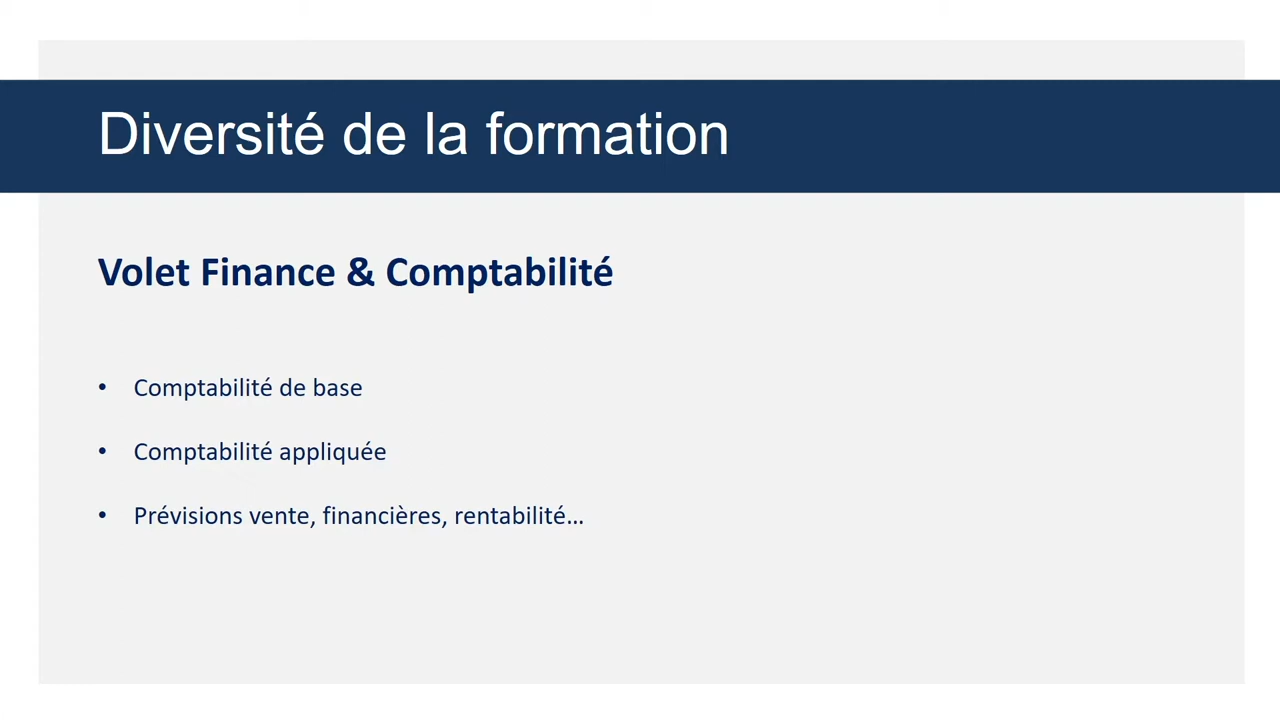 Diversité de la formation
Volet Finance & Comptabilité
• Comptabilité de base
• Comptabilité appliquée
• Prévisions vente, financières, rentabilité…